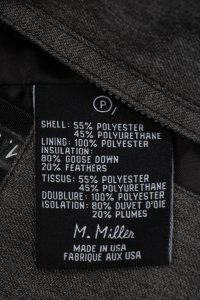 P
SHELL: 55% POLYESTER
45% POLYURETHANE
LINING: 100% POLYESTER
INSULATION:
80% GOOSE DOWN
20% FEATHERS
TISSUS: 55% POLYESTER
45% POLYURETHANE
DOUBLURE: 100% POLYESTER
ISOLATION: 80% DUVET D'OIE
20% PLUMES
M. Miller
MADE IN USA
FABRIQUE AUX USA